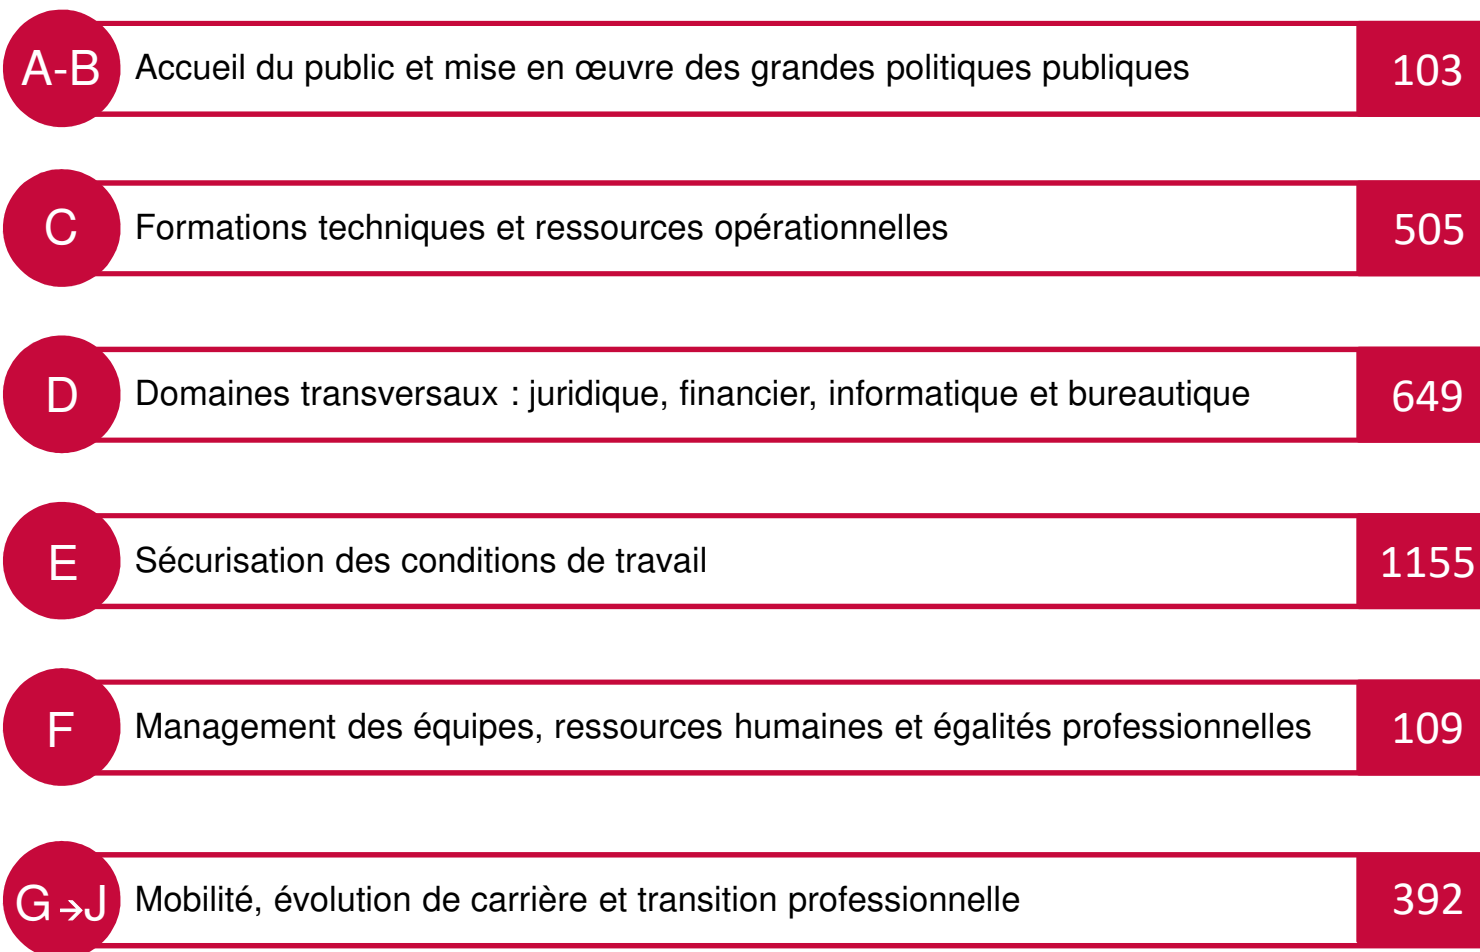 A-B Accueil du public et mise en œuvre des grandes politiques publiques 103
C Formations techniques et ressources opérationnelles 505
D Domaines transversaux : juridique, financier, informatique et bureautique 649
E Sécurisation des conditions de travail 1155
F Management des équipes, ressources humaines et égalités professionnelles 109
G→J Mobilité, évolution de carrière et transition professionnelle 392